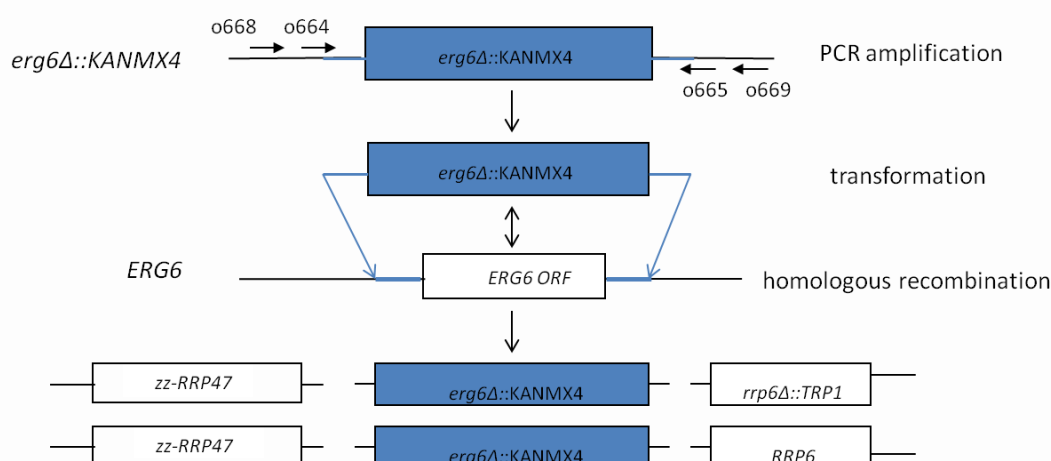 o668 o664
erg6Δ::KANMX4 erg6Δ::KANMX4 PCR amplification
o665 o669
erg6Δ::KANMX4 transformation
ERG6 ERG6 ORF homologous recombination
zz-RRP47 erg6Δ::KANMX4 rrp6Δ::TRP1
zz-RRP47 erg6Δ::KANMX4 RRP6